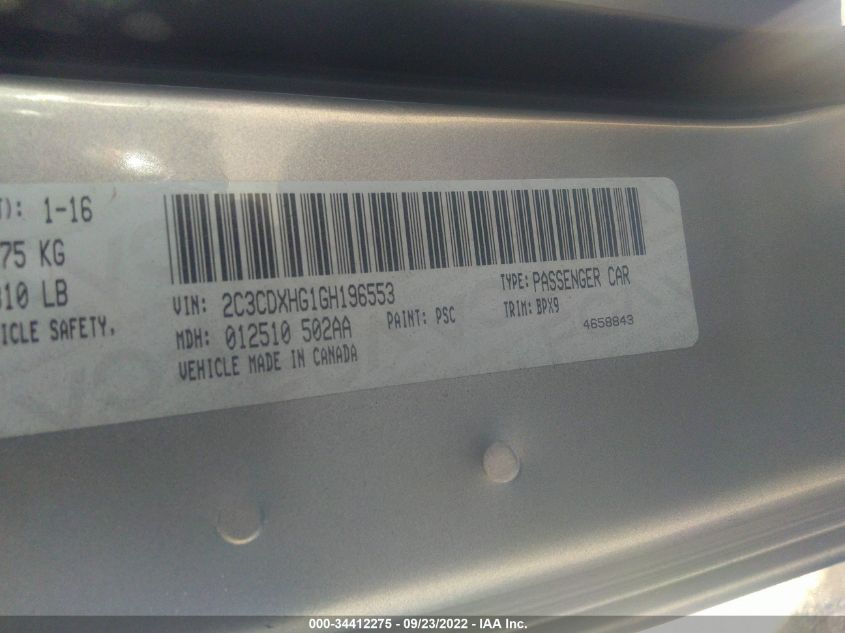 T): 1-16
75 KG
310 LB
ICLE SAFETY,
VIN: 2C3CDXHG1GH196553
TYPE: PASSENGER CAR
MDH: 012510 502AA
PAINT: PSC
TRIM: BPX9
4658843
VEHICLE MADE IN CANADA
000-34412275 - 09/23/2022 - IAA Inc.